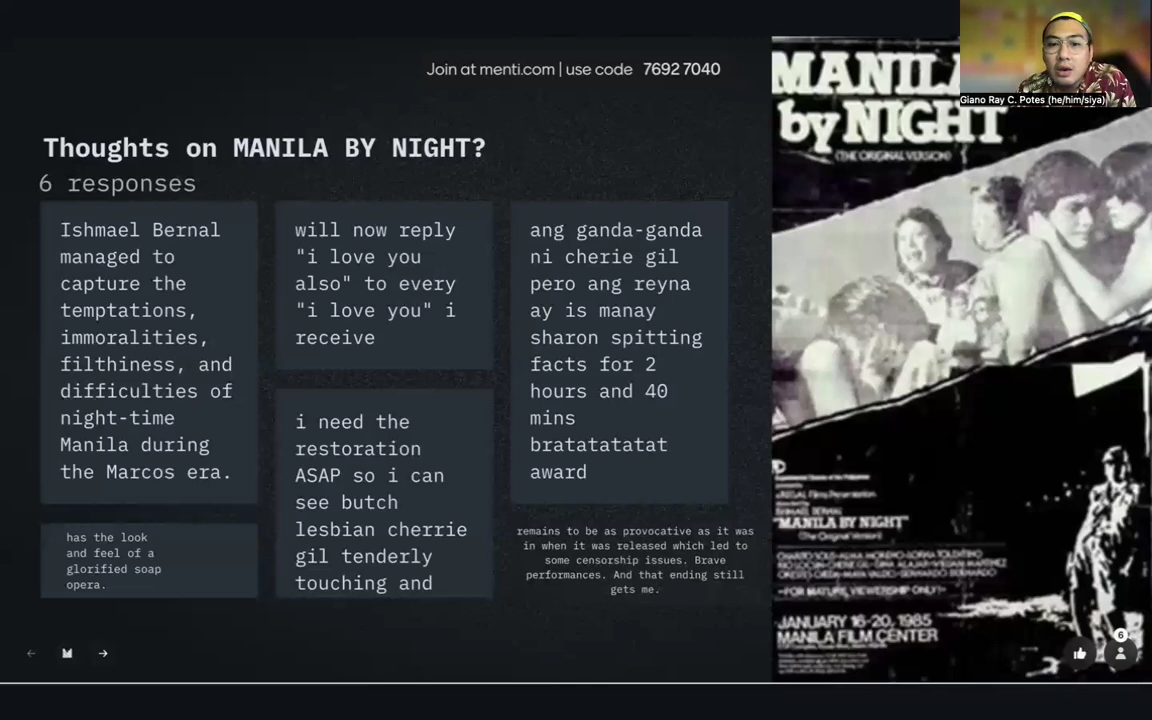 Join at menti.com | use code 7692 7040
Thoughts on MANILA BY NIGHT?
6 responses
Ishmael Bernal
managed to
capture the
temptations,
immoralities,
filthiness, and
difficulties of
night-time
Manila during
the Marcos era.
has the look
and feel of a
glorified soap
opera.
will now reply
"i love you
also" to every
"i love you" i
receive
i need the
restoration
ASAP so i can
see butch
lesbian cherrie
gil tenderly
touching and
ang ganda-ganda
ni cherie gil
pero ang reyna
ay is manay
sharon spitting
facts for 2
hours and 40
mins
bratatatatat
award
remains to be as provocative as it was
in when it was released which led to
some censorship issues. Brave
performances. And that ending still
gets me.
MANILA
by NIGHT
(THE ORIGINAL VERSION)
Giano Ray C. Potes (he/him/siya)
"MANILA BY NIGHT"
(The Original Version)
-FOR MATURE VIEWERSHIP ONLY-
JANUARY 16-20, 1985
MANILA FILM CENTER
6